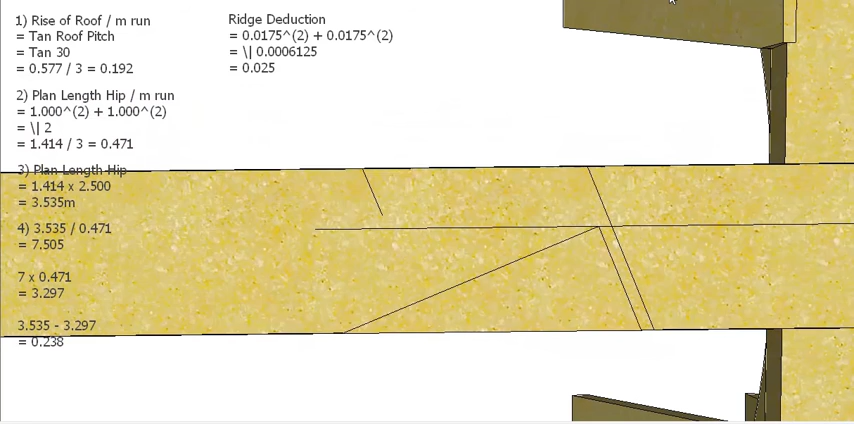 1) Rise of Roof / m run
= Tan Roof Pitch
= Tan 30
= 0.577 / 3 = 0.192
2) Plan Length Hip / m run
= 1.000^(2) + 1.000^(2)
= \| 2
= 1.414 / 3 = 0.471
3) Plan Length Hip
= 1.414 x 2.500
= 3.535m
4) 3.535 / 0.471
= 7.505
7 x 0.471
= 3.297
3.535 - 3.297
= 0.238
Ridge Deduction
= 0.0175^(2) + 0.0175^(2)
= \| 0.0006125
= 0.025